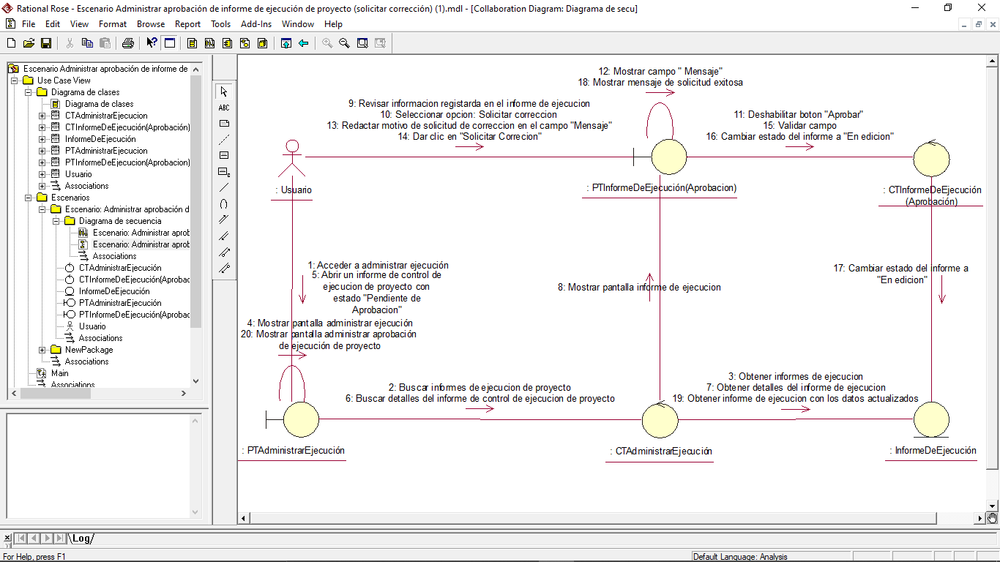 Rational Rose - Escenario Administrar aprobación de informe de ejecución de proyecto (solicitar corrección) (1).mdl - [Collaboration Diagram: Diagrama de secu]
File Edit View Format Browse Report Tools Add-Ins Window Help
Escenario Administrar aprobación de informe de
Use Case View
Diagrama de clases
Diagrama de clases
CTAdministrarEjecucion
CTInformeDeEjecución(Aprobación)
InformeDeEjecución
PTAdministrarEjecucion
PTInformeDeEjecución(Aprobacion)
Usuario
Associations
Escenarios
Escenario: Administrar aprobación d
Diagrama de secuencia
Escenario: Administrar aprob
Escenario: Administrar aprob
Associations
CTAdministrarEjecución
CTInformeDeEjecución(Aprobac
InformeDeEjecución
PTAdministrarEjecución
PTInformeDeEjecución(Aprobac
Usuario
Associations
NewPackage
Associations
Main
Associations
ABC
12: Mostrar campo " Mensaje"
18: Mostrar mensaje de solicitud exitosa
9: Revisar informacion registarda en el informe de ejecucion
10: Seleccionar opcion: Solicitar correccion
13: Redactar motivo de solicitud de correccion en el campo "Mensaje"
14: Dar clic en "Solicitar Correcion"
11: Deshabilitar boton "Aprobar"
15: Validar campo
16: Cambiar estado del informe a "En edicion"
: Usuario
: PTInformeDeEjecución(Aprobacion)
: CTInformeDeEjecución
(Aprobación)
1: Acceder a administrar ejecución
5: Abrir un informe de control de
ejecucion de proyecto con
estado "Pendiente de
Aprobacion"
8: Mostrar pantalla informe de ejecucion
17: Cambiar estado del informe a
"En edicion"
4: Mostrar pantalla administrar ejecución
20: Mostrar pantalla administrar aprobación
de ejecución de proyecto
2: Buscar informes de ejecucion de proyecto
6: Buscar detalles del informe de control de ejecucion de proyecto
3: Obtener informes de ejecucion
7: Obtener detalles del informe de ejecucion
19: Obtener informe de ejecucion con los datos actualizados
: PTAdministrarEjecución
: CTAdministrarEjecución
: InformeDeEjecución
Log
For Help, press F1
Default Language: Analysis